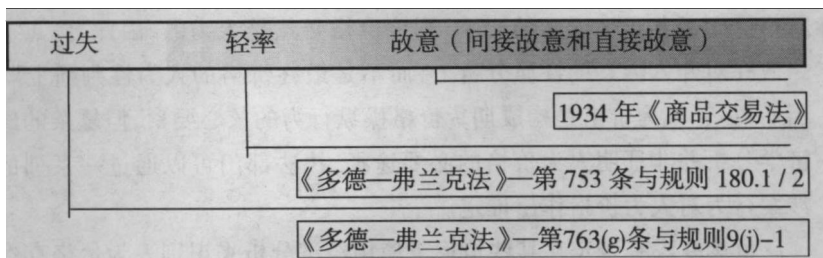 过失 轻率 故意（间接故意和直接故意）
1934 年《商品交易法》
《多德—弗兰克法》—第 753 条与规则 180.1 / 2
《多德—弗兰克法》—第763(g)条与规则9(j)–1